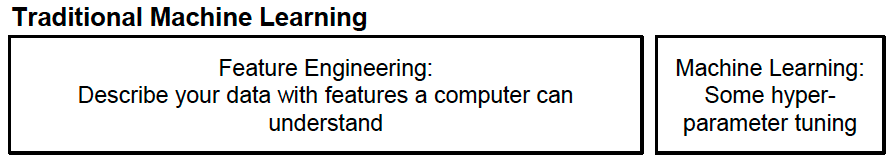 Traditional Machine Learning
Feature Engineering:
Describe your data with features a computer can
understand
Machine Learning:
Some hyper-
parameter tuning